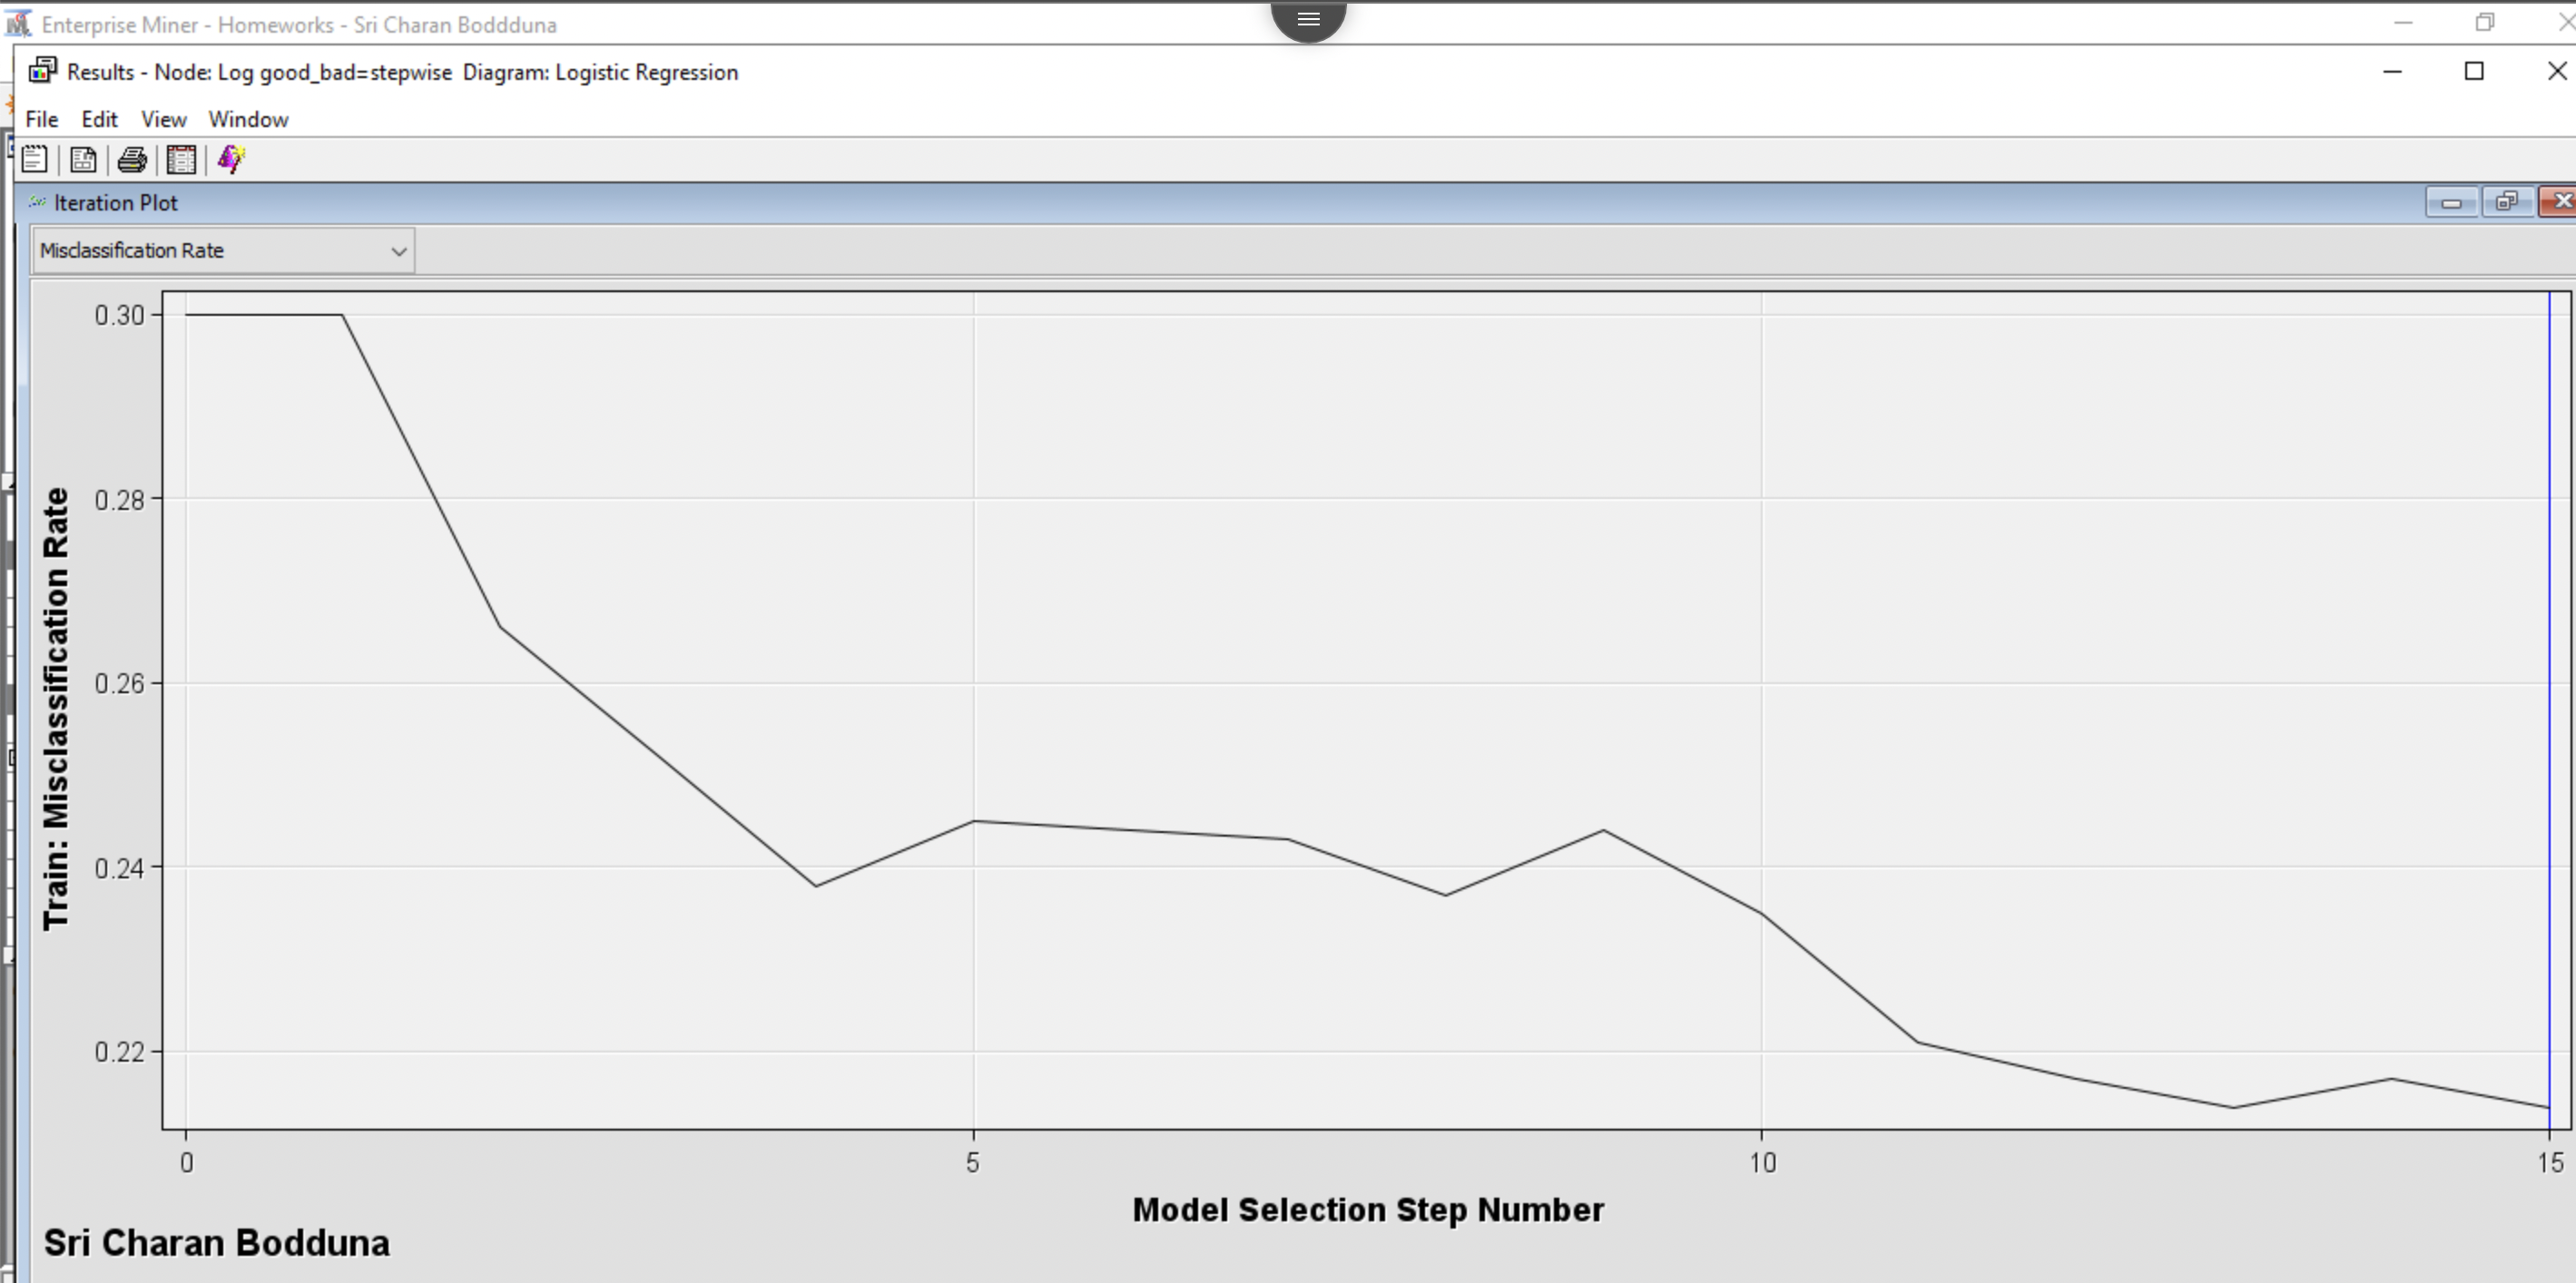 Enterprise Miner - Homeworks - Sri Charan Boddduna
Results - Node: Log good_bad=stepwise  Diagram: Logistic Regression
File Edit View Window
Iteration Plot
Misclassification Rate
0.30
0.28
0.26
0.24
0.22
Train: Misclassification Rate
0 5 10 15
Model Selection Step Number
Sri Charan Bodduna